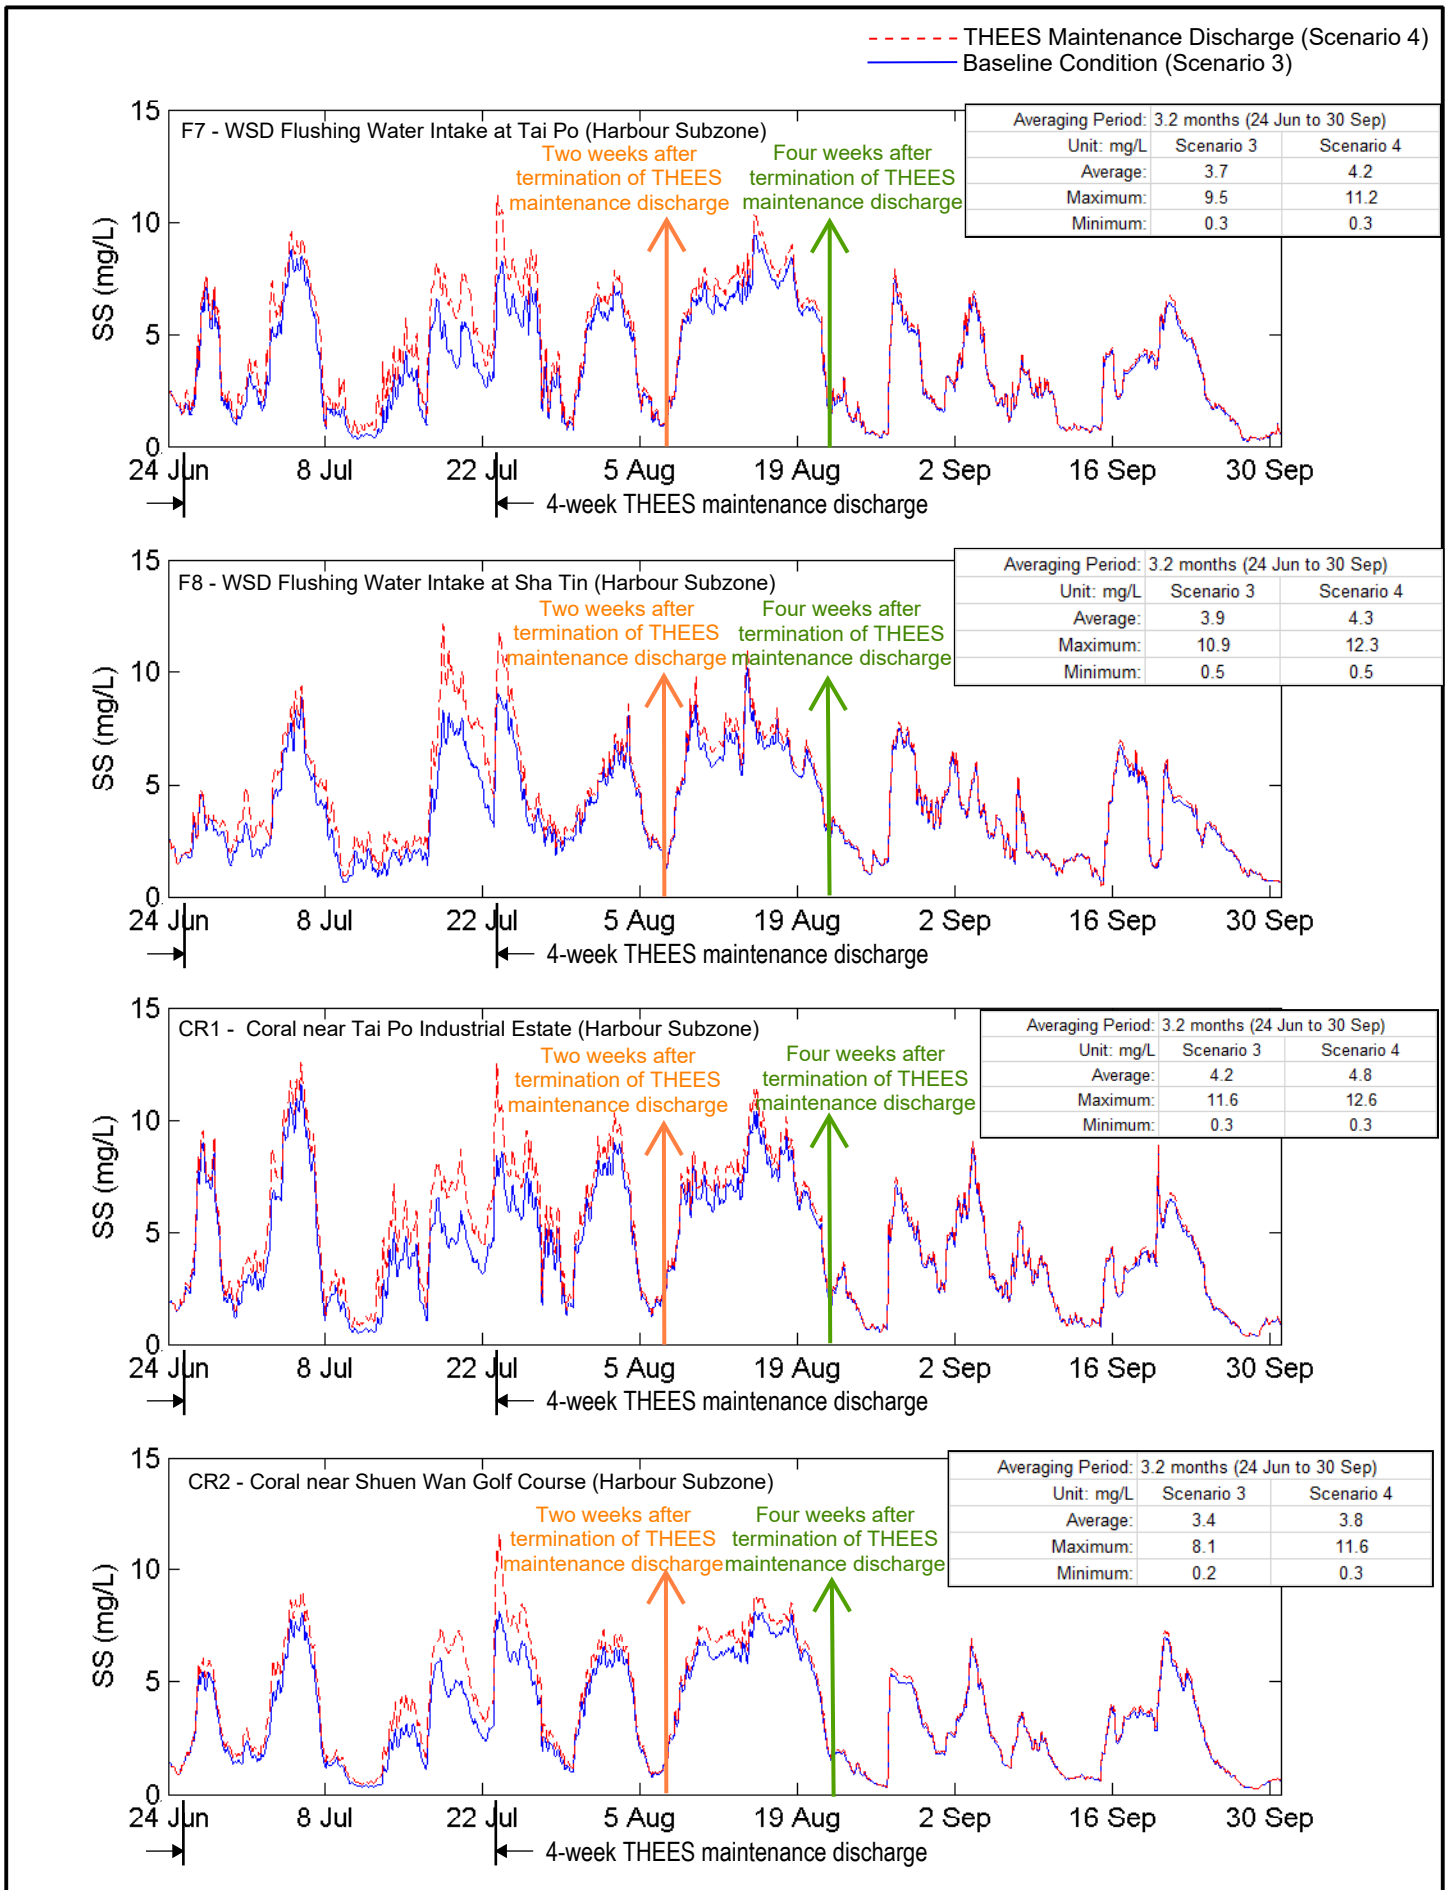 THEES Maintenance Discharge (Scenario 4)
Baseline Condition (Scenario 3)
F7 - WSD Flushing Water Intake at Tai Po (Harbour Subzone)
Averaging Period: 3.2 months (24 Jun to 30 Sep)
Unit: mg/L Scenario 3 Scenario 4
Average: 3.7 4.2
Maximum: 9.5 11.2
Minimum: 0.3 0.3
Two weeks after
termination of THEES
maintenance discharge
Four weeks after
termination of THEES
maintenance discharge
SS (mg/L)
15
10
5
0
24 Jun 8 Jul 22 Jul 5 Aug 19 Aug 2 Sep 16 Sep 30 Sep
4-week THEES maintenance discharge
F8 - WSD Flushing Water Intake at Sha Tin (Harbour Subzone)
Averaging Period: 3.2 months (24 Jun to 30 Sep)
Unit: mg/L Scenario 3 Scenario 4
Average: 3.9 4.3
Maximum: 10.9 12.3
Minimum: 0.5 0.5
Two weeks after
termination of THEES
maintenance discharge
Four weeks after
termination of THEES
maintenance discharge
SS (mg/L)
15
10
5
0
24 Jun 8 Jul 22 Jul 5 Aug 19 Aug 2 Sep 16 Sep 30 Sep
4-week THEES maintenance discharge
CR1 - Coral near Tai Po Industrial Estate (Harbour Subzone)
Averaging Period: 3.2 months (24 Jun to 30 Sep)
Unit: mg/L Scenario 3 Scenario 4
Average: 4.2 4.8
Maximum: 11.6 12.6
Minimum: 0.3 0.3
Two weeks after
termination of THEES
maintenance discharge
Four weeks after
termination of THEES
maintenance discharge
SS (mg/L)
15
10
5
0
24 Jun 8 Jul 22 Jul 5 Aug 19 Aug 2 Sep 16 Sep 30 Sep
4-week THEES maintenance discharge
CR2 - Coral near Shuen Wan Golf Course (Harbour Subzone)
Averaging Period: 3.2 months (24 Jun to 30 Sep)
Unit: mg/L Scenario 3 Scenario 4
Average: 3.4 3.8
Maximum: 8.1 11.6
Minimum: 0.2 0.3
Two weeks after
termination of THEES
maintenance discharge
Four weeks after
termination of THEES
maintenance discharge
SS (mg/L)
15
10
5
0
24 Jun 8 Jul 22 Jul 5 Aug 19 Aug 2 Sep 16 Sep 30 Sep
4-week THEES maintenance discharge